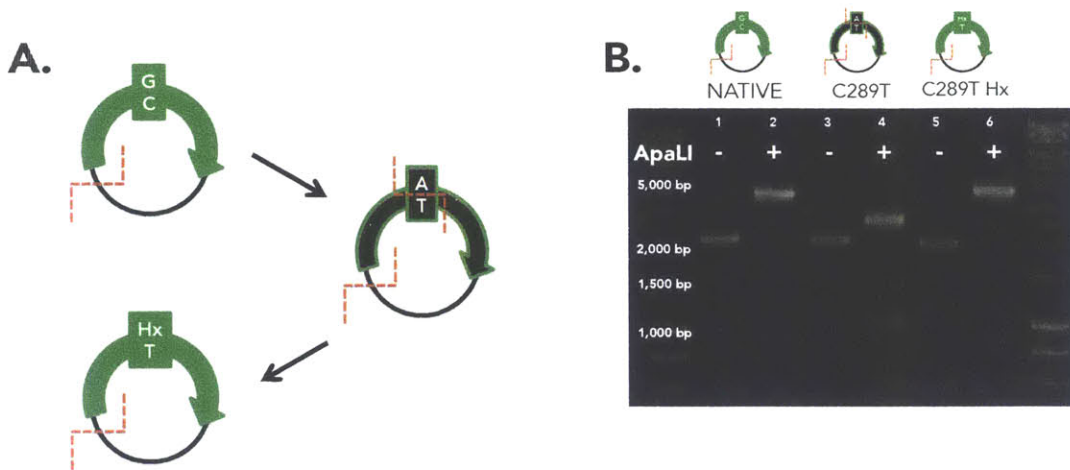 A.
G
C
A
T
Hx
T
B.
G
C
A
T
Hx
T
NATIVE
C289T
C289T Hx
1
2
3
4
5
6
ApaLI
-
+
-
+
-
+
5,000 bp
2,000 bp
1,500 bp
1,000 bp